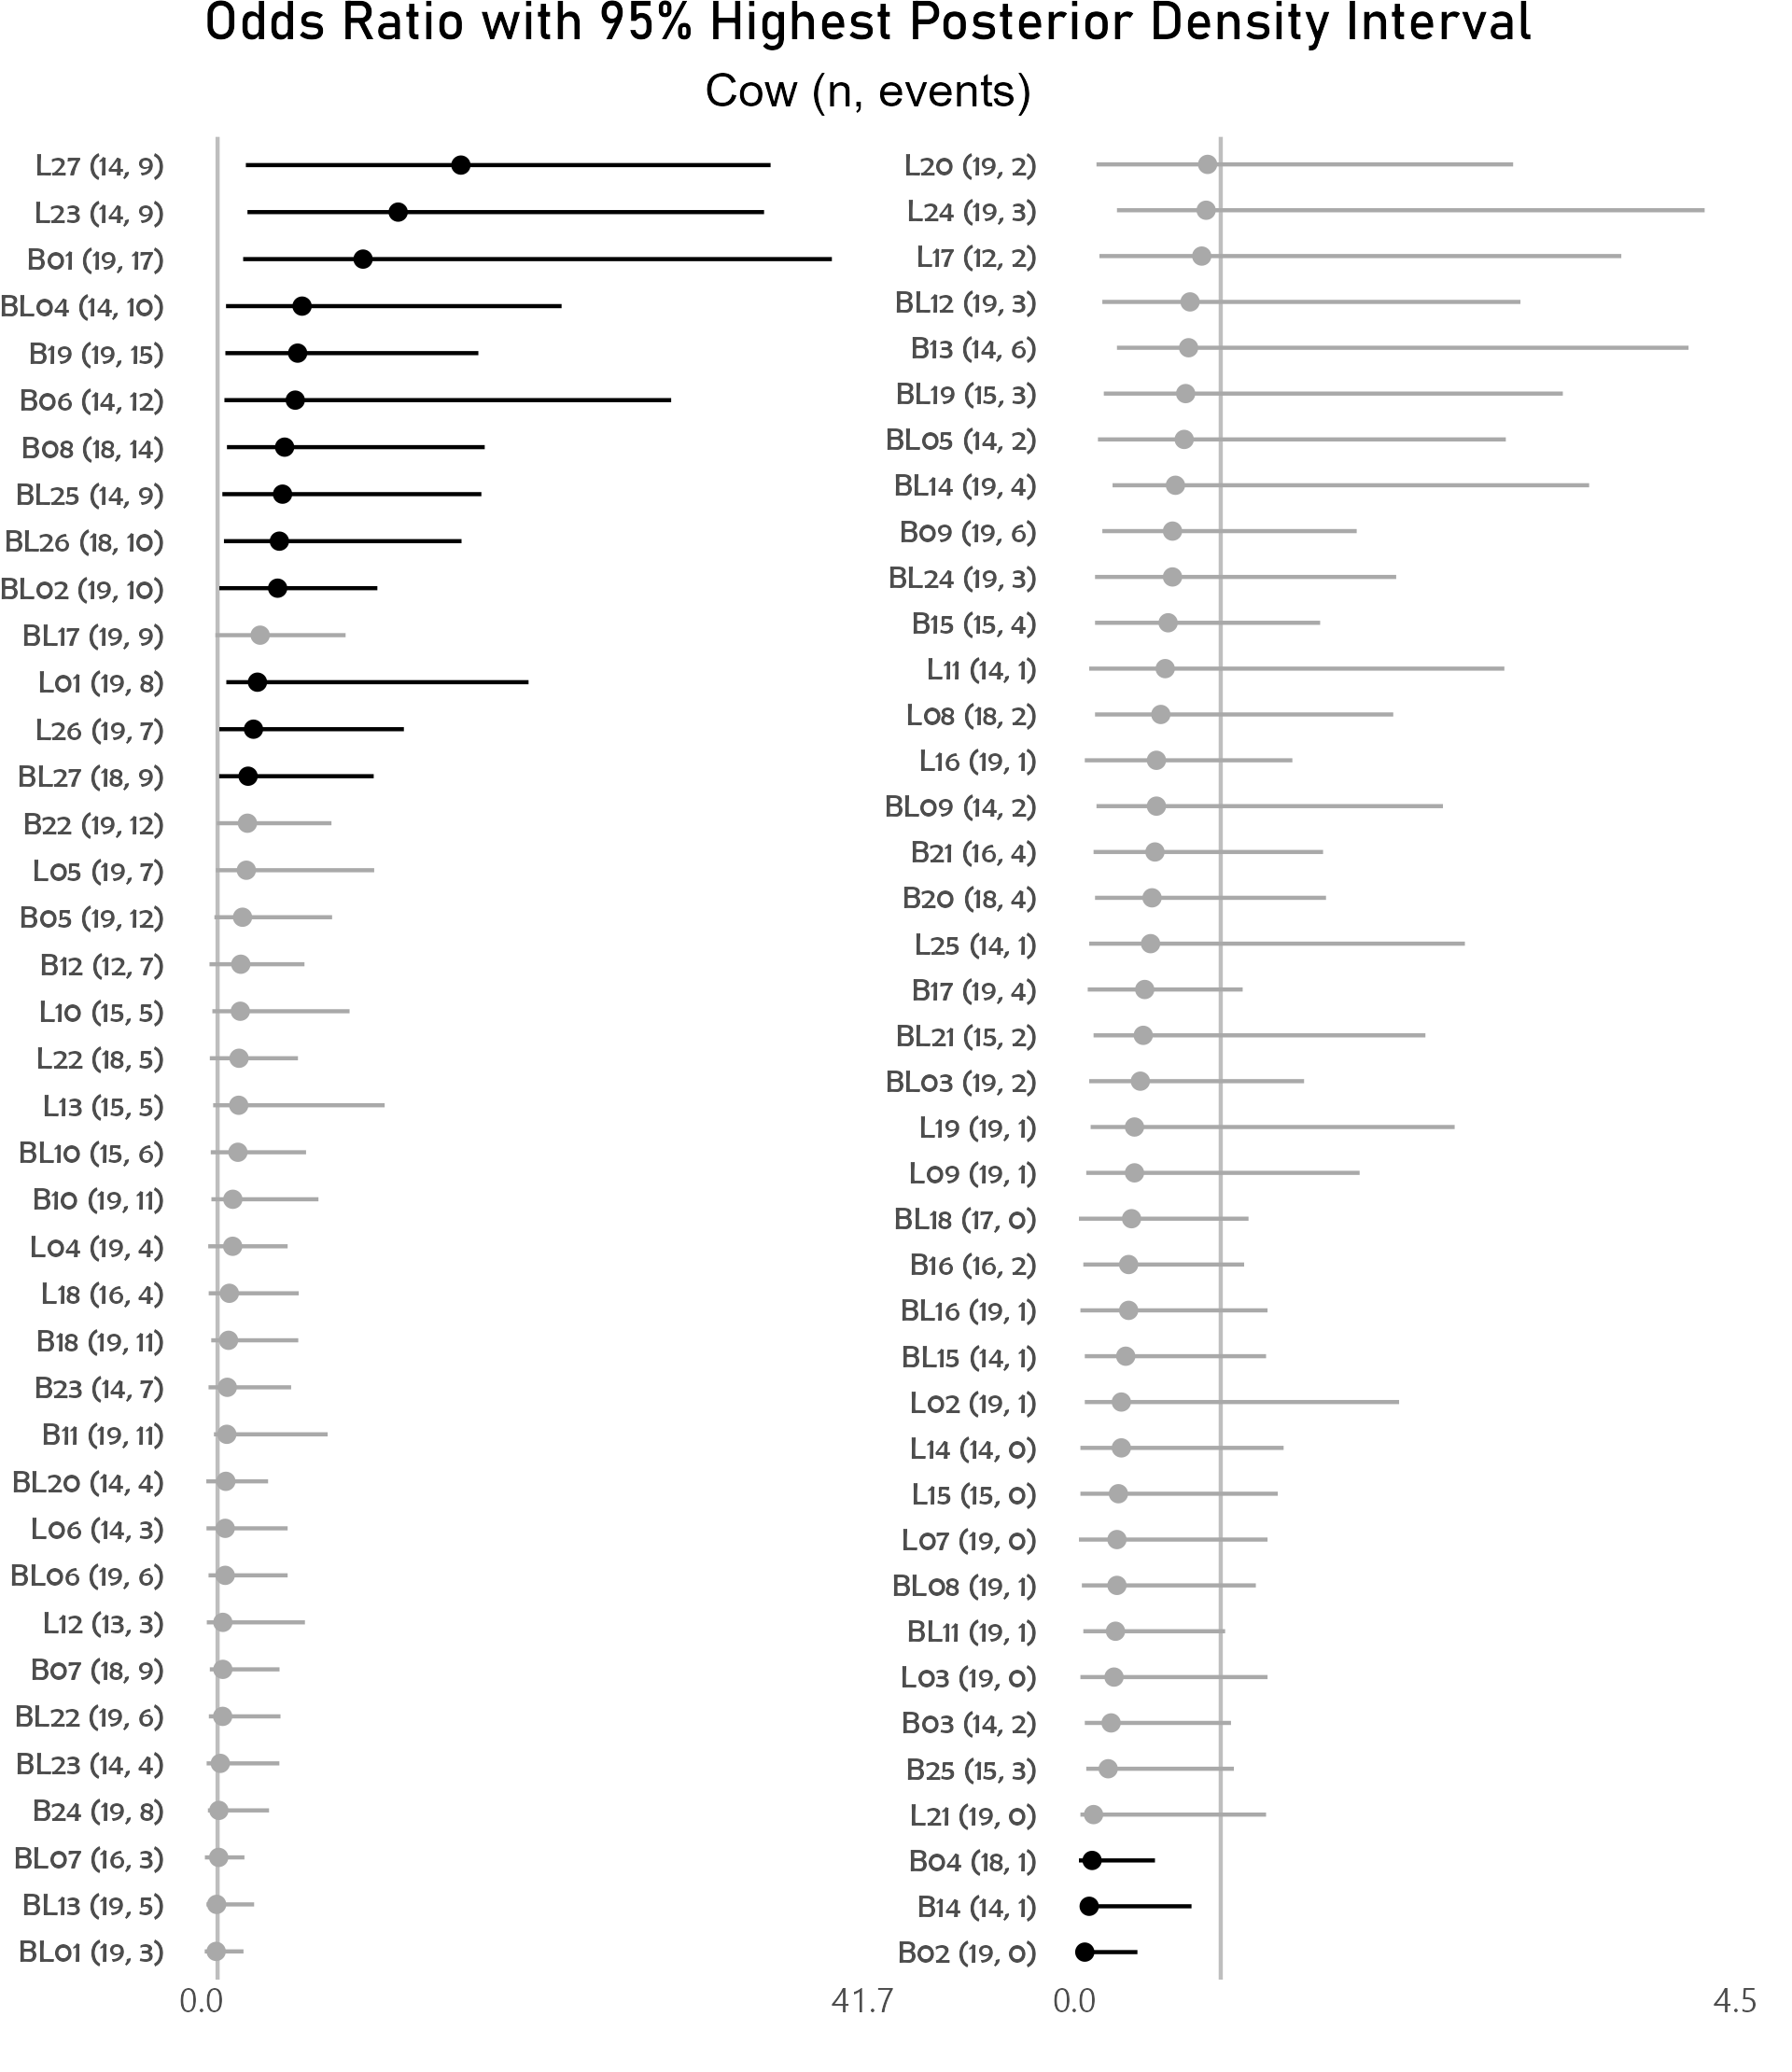 Odds Ratio with 95% Highest Posterior Density Interval
Cow (n, events)
L27 (14, 9)
L23 (14, 9)
B01 (19, 17)
BL04 (14, 10)
B19 (19, 15)
B06 (14, 12)
B08 (18, 14)
BL25 (14, 9)
BL26 (18, 10)
BL02 (19, 10)
BL17 (19, 9)
L01 (19, 8)
L26 (19, 7)
BL27 (18, 9)
B22 (19, 12)
L05 (19, 7)
B05 (19, 12)
B12 (12, 7)
L10 (15, 5)
L22 (18, 5)
L13 (15, 5)
BL10 (15, 6)
B10 (19, 11)
L04 (19, 4)
L18 (16, 4)
B18 (19, 11)
B23 (14, 7)
B11 (19, 11)
BL20 (14, 4)
L06 (14, 3)
BL06 (19, 6)
L12 (13, 3)
B07 (18, 9)
BL22 (19, 6)
BL23 (14, 4)
B24 (19, 8)
BL07 (16, 3)
BL13 (19, 5)
BL01 (19, 3)
0.0 41.7
L20 (19, 2)
L24 (19, 3)
L17 (12, 2)
BL12 (19, 3)
B13 (14, 6)
BL19 (15, 3)
BL05 (14, 2)
BL14 (19, 4)
B09 (19, 6)
BL24 (19, 3)
B15 (15, 4)
L11 (14, 1)
L08 (18, 2)
L16 (19, 1)
BL09 (14, 2)
B21 (16, 4)
B20 (18, 4)
L25 (14, 1)
B17 (19, 4)
BL21 (15, 2)
BL03 (19, 2)
L19 (19, 1)
L09 (19, 1)
BL18 (17, 0)
B16 (16, 2)
BL16 (19, 1)
BL15 (14, 1)
L02 (19, 1)
L14 (14, 0)
L15 (15, 0)
L07 (19, 0)
BL08 (19, 1)
BL11 (19, 1)
L03 (19, 0)
B03 (14, 2)
B25 (15, 3)
L21 (19, 0)
B04 (18, 1)
B14 (14, 1)
B02 (19, 0)
0.0 4.5